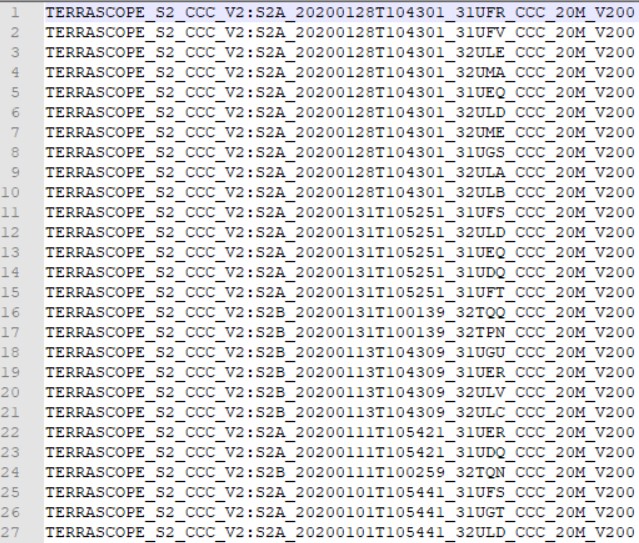 1 TERRASCOPE_S2_CCC_V2:S2A_20200128T104301_31UFR_CCC_20M_V200
2 TERRASCOPE_S2_CCC_V2:S2A_20200128T104301_31UFV_CCC_20M_V200
3 TERRASCOPE_S2_CCC_V2:S2A_20200128T104301_32ULE_CCC_20M_V200
4 TERRASCOPE_S2_CCC_V2:S2A_20200128T104301_32UMA_CCC_20M_V200
5 TERRASCOPE_S2_CCC_V2:S2A_20200128T104301_31UEQ_CCC_20M_V200
6 TERRASCOPE_S2_CCC_V2:S2A_20200128T104301_32ULD_CCC_20M_V200
7 TERRASCOPE_S2_CCC_V2:S2A_20200128T104301_32UME_CCC_20M_V200
8 TERRASCOPE_S2_CCC_V2:S2A_20200128T104301_31UGS_CCC_20M_V200
9 TERRASCOPE_S2_CCC_V2:S2A_20200128T104301_32ULA_CCC_20M_V200
10 TERRASCOPE_S2_CCC_V2:S2A_20200128T104301_32ULB_CCC_20M_V200
11 TERRASCOPE_S2_CCC_V2:S2A_20200131T105251_31UFS_CCC_20M_V200
12 TERRASCOPE_S2_CCC_V2:S2A_20200131T105251_32ULD_CCC_20M_V200
13 TERRASCOPE_S2_CCC_V2:S2A_20200131T105251_31UEQ_CCC_20M_V200
14 TERRASCOPE_S2_CCC_V2:S2A_20200131T105251_31UDQ_CCC_20M_V200
15 TERRASCOPE_S2_CCC_V2:S2A_20200131T105251_31UFT_CCC_20M_V200
16 TERRASCOPE_S2_CCC_V2:S2B_20200131T100139_32TQQ_CCC_20M_V200
17 TERRASCOPE_S2_CCC_V2:S2B_20200131T100139_32TPN_CCC_20M_V200
18 TERRASCOPE_S2_CCC_V2:S2B_20200113T104309_31UGU_CCC_20M_V200
19 TERRASCOPE_S2_CCC_V2:S2B_20200113T104309_31UER_CCC_20M_V200
20 TERRASCOPE_S2_CCC_V2:S2B_20200113T104309_32ULV_CCC_20M_V200
21 TERRASCOPE_S2_CCC_V2:S2B_20200113T104309_32ULC_CCC_20M_V200
22 TERRASCOPE_S2_CCC_V2:S2A_20200111T105421_31UER_CCC_20M_V200
23 TERRASCOPE_S2_CCC_V2:S2A_20200111T105421_31UDQ_CCC_20M_V200
24 TERRASCOPE_S2_CCC_V2:S2B_20200111T100259_32TQN_CCC_20M_V200
25 TERRASCOPE_S2_CCC_V2:S2A_20200101T105441_31UFS_CCC_20M_V200
26 TERRASCOPE_S2_CCC_V2:S2A_20200101T105441_31UGT_CCC_20M_V200
27 TERRASCOPE_S2_CCC_V2:S2A_20200101T105441_32ULD_CCC_20M_V200